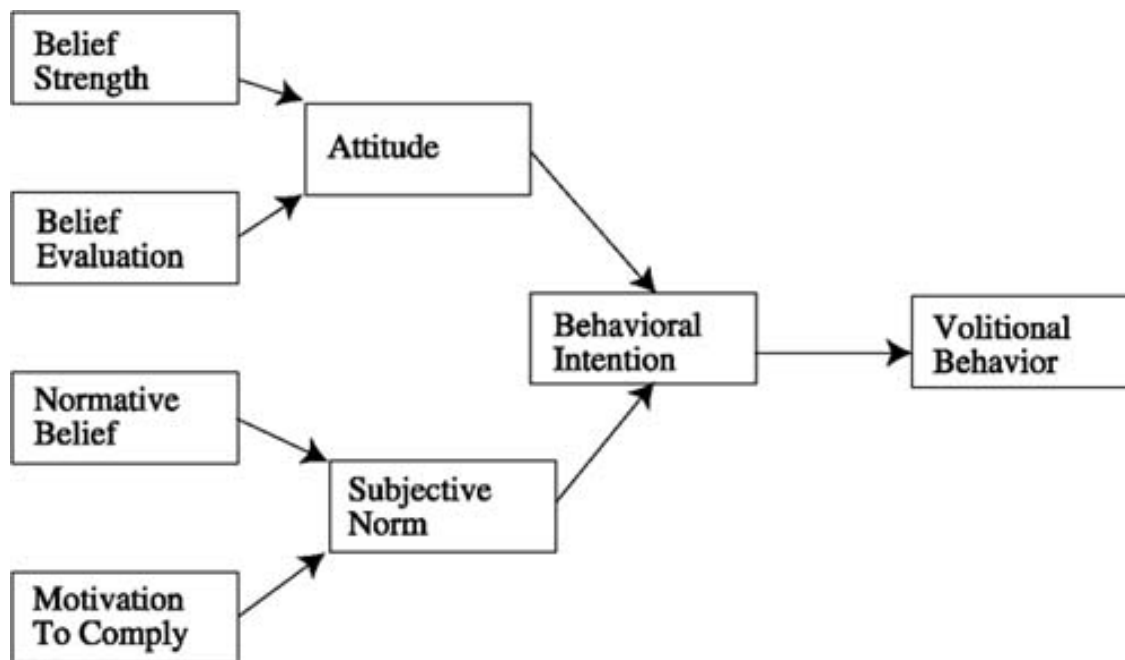 Belief
Strength
Attitude
Belief
Evaluation
Behavioral
Intention
Volitional
Behavior
Normative
Belief
Subjective
Norm
Motivation
To Comply